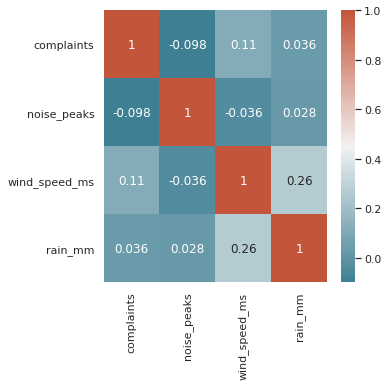 complaints 1 -0.098 0.11 0.036
noise_peaks -0.098 1 -0.036 0.028
wind_speed_ms 0.11 -0.036 1 0.26
rain_mm 0.036 0.028 0.26 1
complaints
noise_peaks
wind_speed_ms
rain_mm
1.0
0.8
0.6
0.4
0.2
0.0